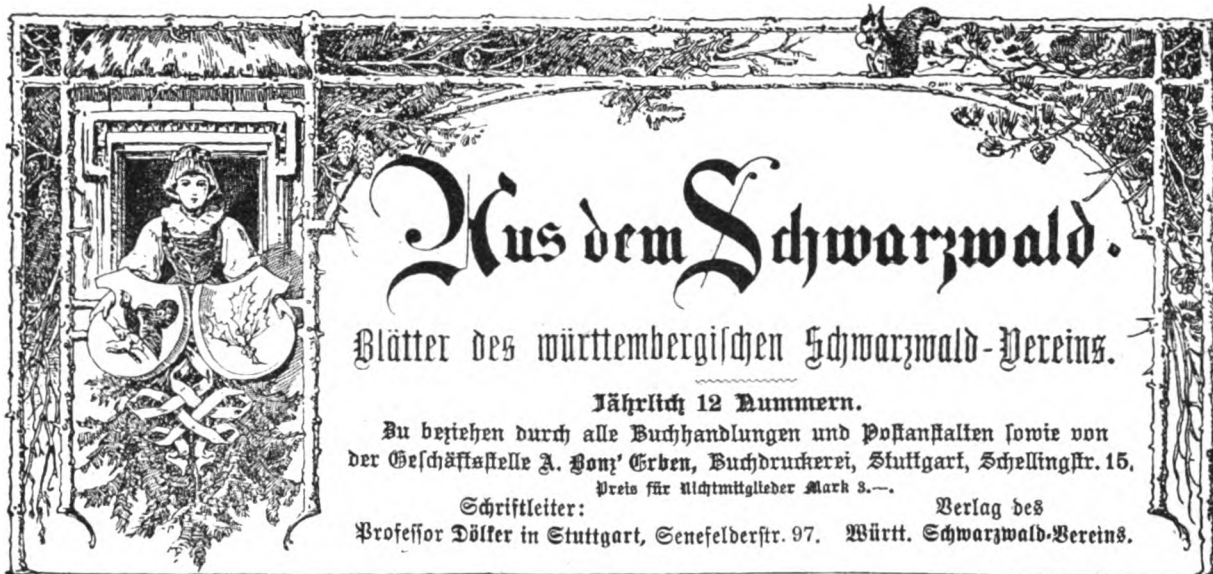 Aus dem Schwarzwald.
Blätter des württembergischen Schwarzwald-Vereins.
Jährlich 12 Nummern.
Zu beziehen durch alle Buchhandlungen und Postanstalten sowie von
der Geschäftsstelle A. Bonz' Erben, Buchdruckerei, Stuttgart, Schellingstr. 15.
Preis für Nichtmitglieder Mark 3.—.
Schriftleiter:
Professor Dölker in Stuttgart, Senefelderstr. 97.
Verlag des
Württ. Schwarzwald-Vereins.